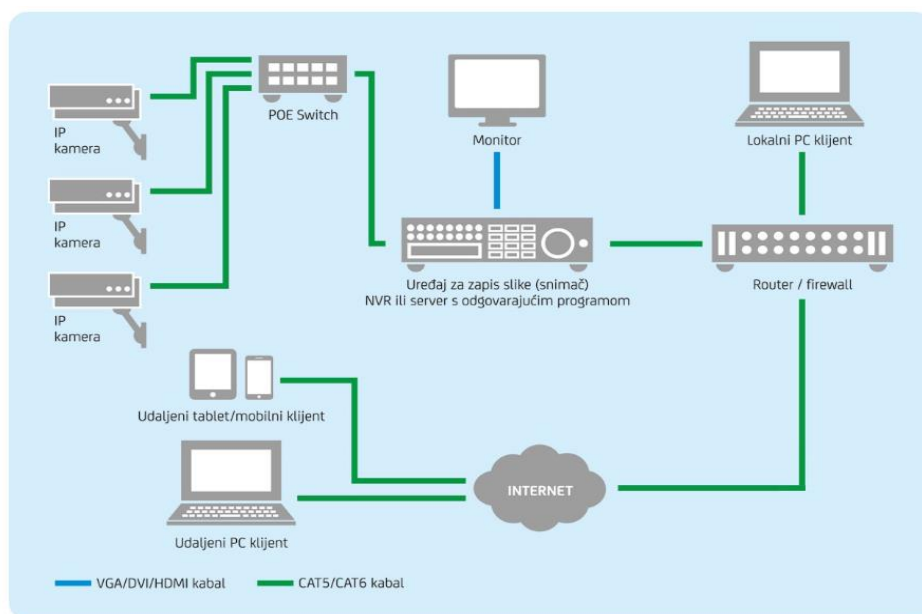 POE Switch
Monitor
Lokalni PC klijent
IP
kamera
IP
kamera
IP
kamera
Uređaj za zapis slike (snimač)
NVR ili server s odgovarajućim programom
Router / firewall
Udaljeni tablet/mobilni klijent
INTERNET
Udaljeni PC klijent
VGA/DVI/HDMI kabal
CAT5/CAT6 kabal